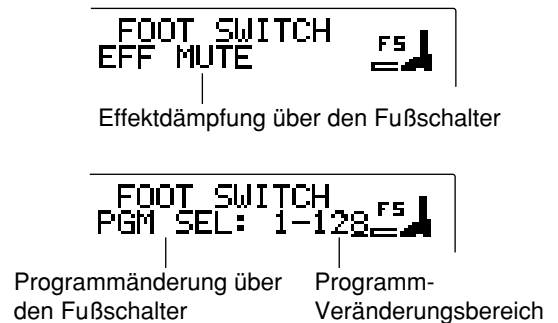 FOOT SWITCH
EFF MUTE
FS
Effektdämpfung über den Fußschalter
FOOT SWITCH
PGM SEL: 1-128
FS
Programmänderung über
den Fußschalter
Programm-
Veränderungsbereich